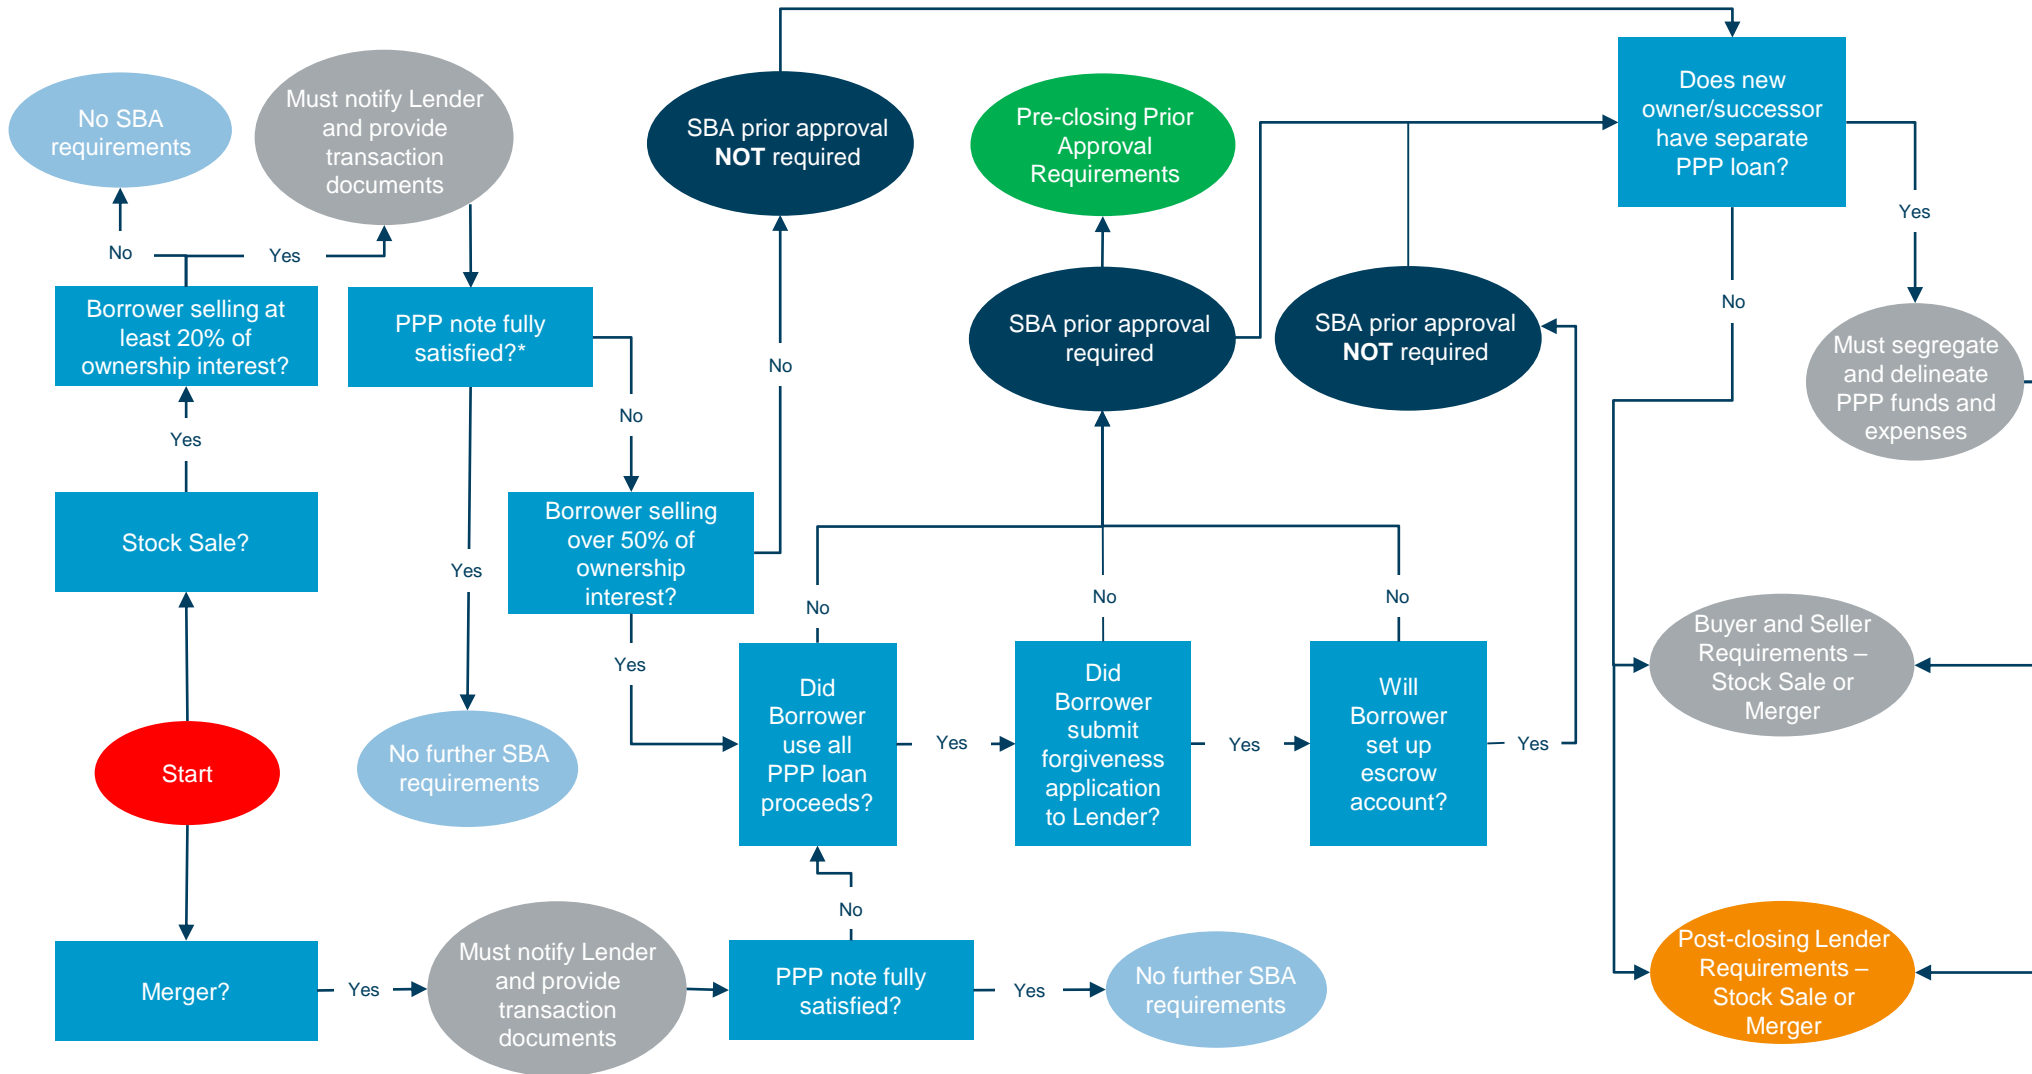 No SBA
requirements
Must notify Lender
and provide
transaction
documents
SBA prior approval
NOT required
Pre-closing Prior
Approval
Requirements
Does new
owner/successor
have separate
PPP loan?
No
Yes
Yes
Borrower selling at
least 20% of
ownership interest?
PPP note fully
satisfied?*
No
SBA prior approval
required
SBA prior approval
NOT required
No
Must segregate
and delineate
PPP funds and
expenses
No
Yes
Stock Sale?
Yes
Borrower selling
over 50% of
ownership
interest?
No
No
No
Yes
Buyer and Seller
Requirements –
Stock Sale or
Merger
Start
No further SBA
requirements
Did
Borrower
use all
PPP loan
proceeds?
Yes
Did
Borrower
submit
forgiveness
application
to Lender?
Yes
Will
Borrower
set up
escrow
account?
Yes
No
Merger?
Yes
Must notify Lender
and provide
transaction
documents
PPP note fully
satisfied?
Yes
No further SBA
requirements
Post-closing Lender
Requirements –
Stock Sale or
Merger